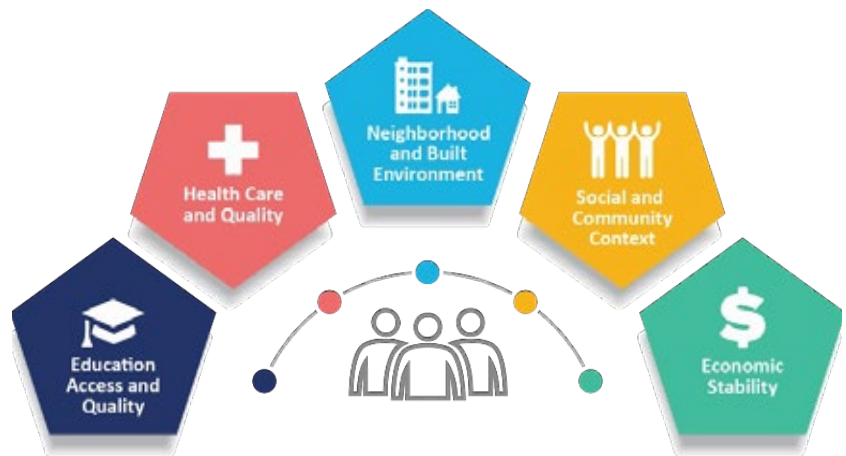 Education
Access and
Quality
Health Care
and Quality
Neighborhood
and Built
Environment
Social and
Community
Context
$
Economic
Stability